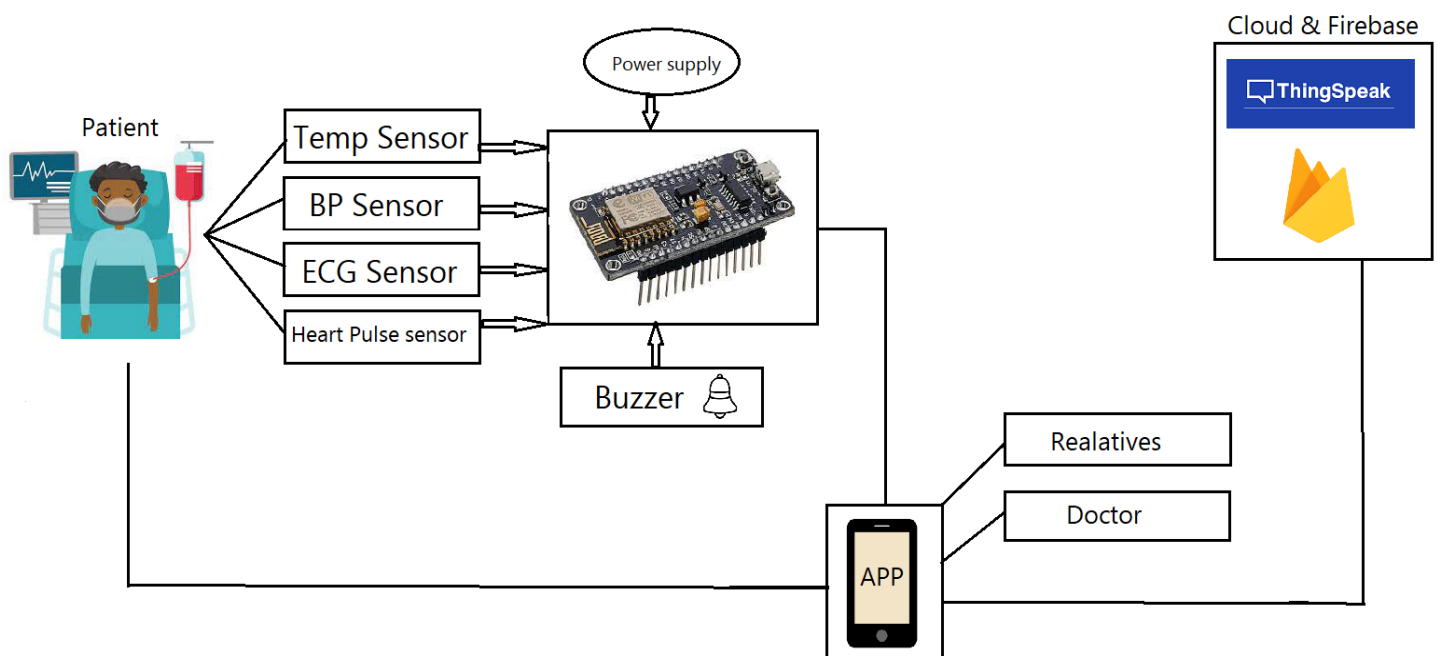 Cloud & Firebase
Power supply
ThingSpeak
Patient
Temp Sensor
BP Sensor
ECG Sensor
Heart Pulse sensor
Buzzer
Realatives
Doctor
APP